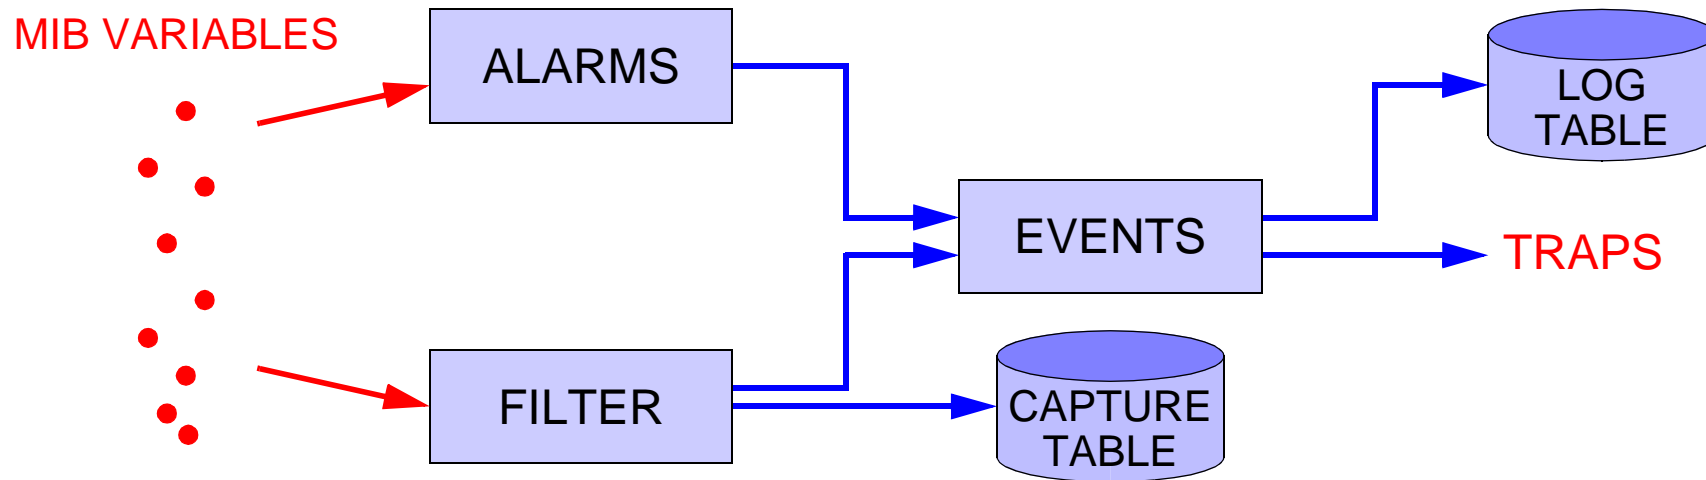 MIB VARIABLES
ALARMS
LOG
TABLE
EVENTS
TRAPS
FILTER
CAPTURE
TABLE